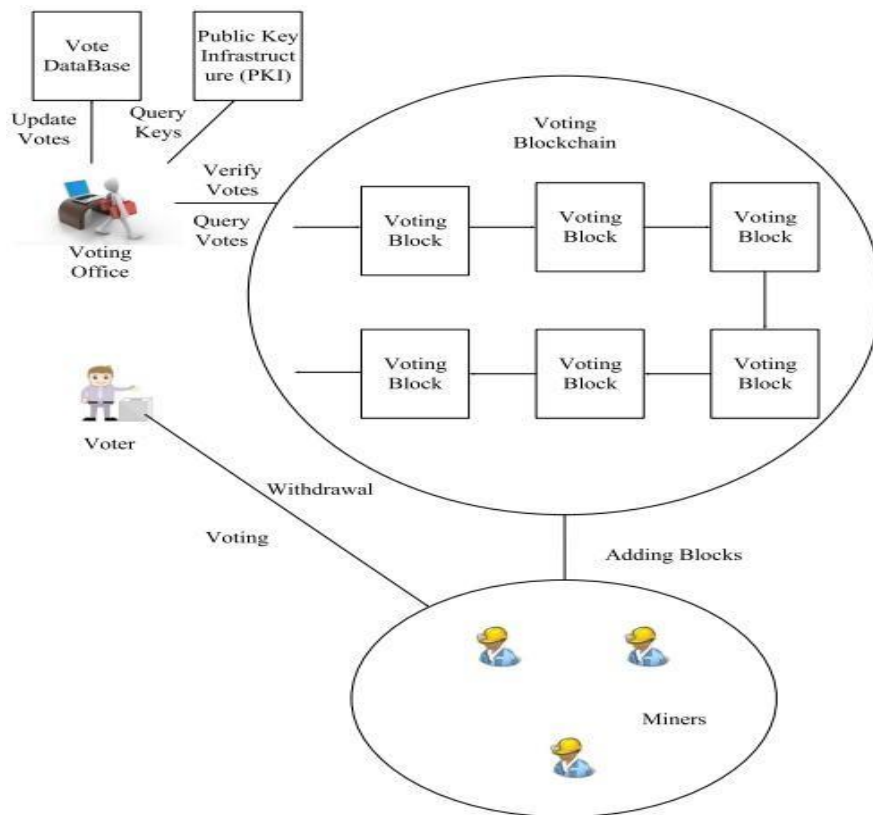 Vote
DataBase
Public Key
Infrastruct
ure (PKI)
Update
Votes
Query
Keys
Voting
Blockchain
Verify
Votes
Query
Votes
Voting
Office
Voting
Block
Voting
Block
Voting
Block
Voting
Block
Voting
Block
Voting
Block
Voter
Withdrawal
Voting
Adding Blocks
Miners